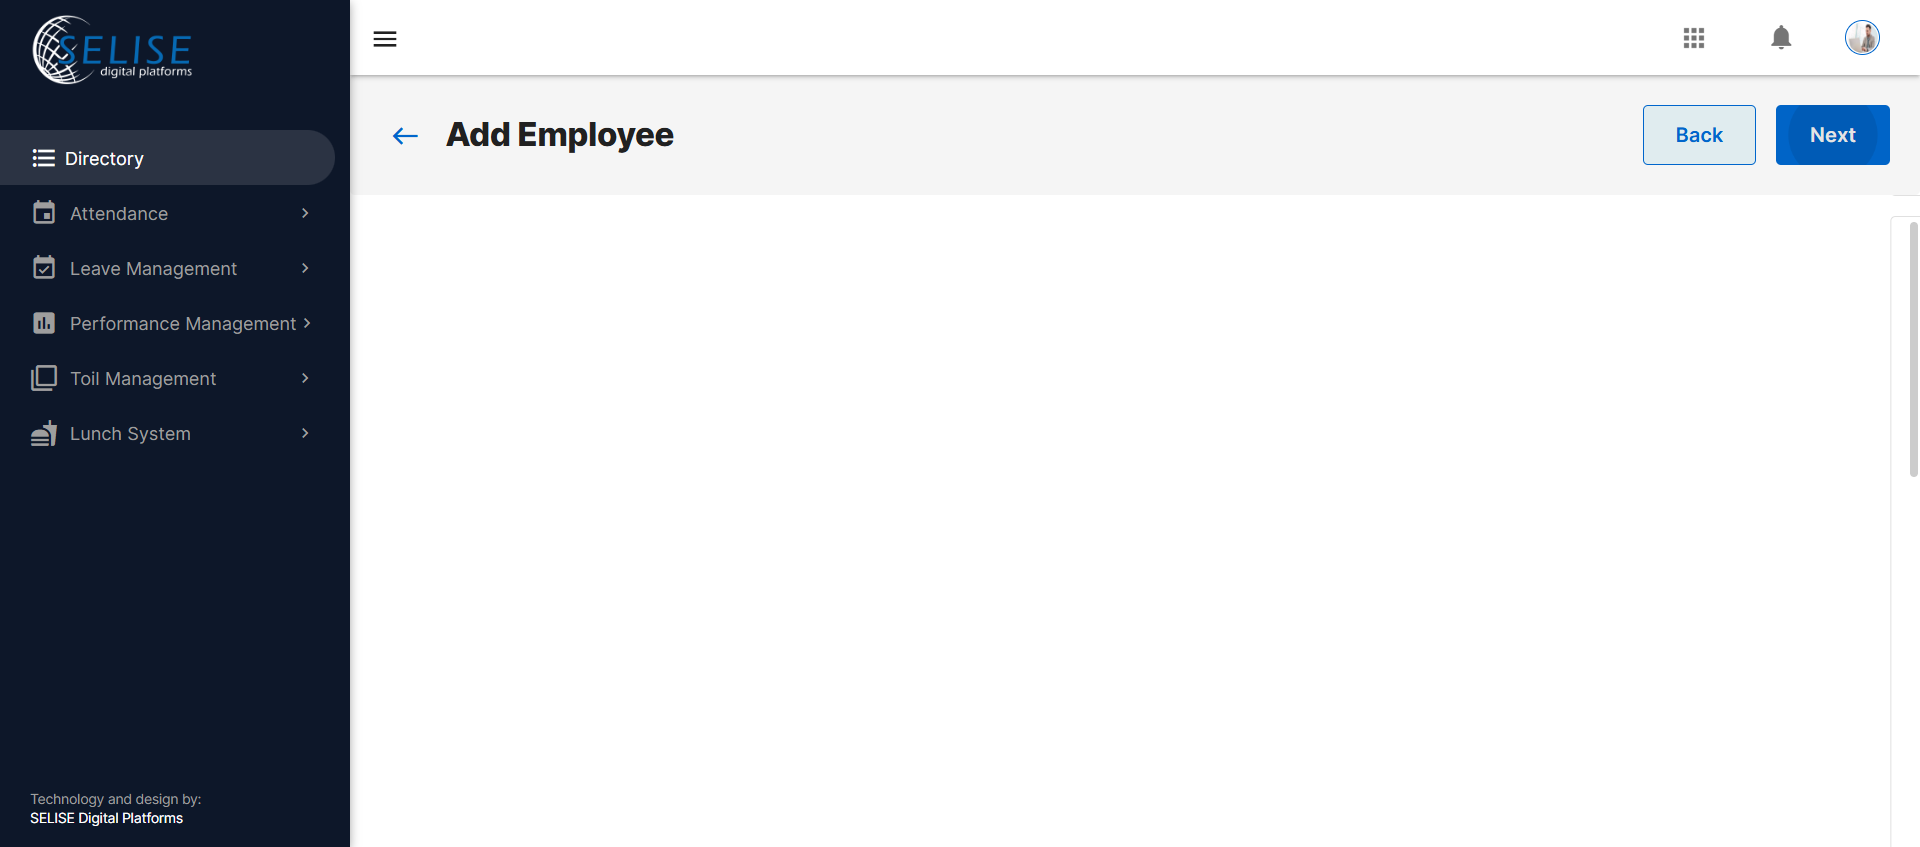 SELISE
digital platforms
Directory
Attendance
Leave Management
Performance Management
Toil Management
Lunch System
Technology and design by:
SELISE Digital Platforms
Add Employee
Back
Next